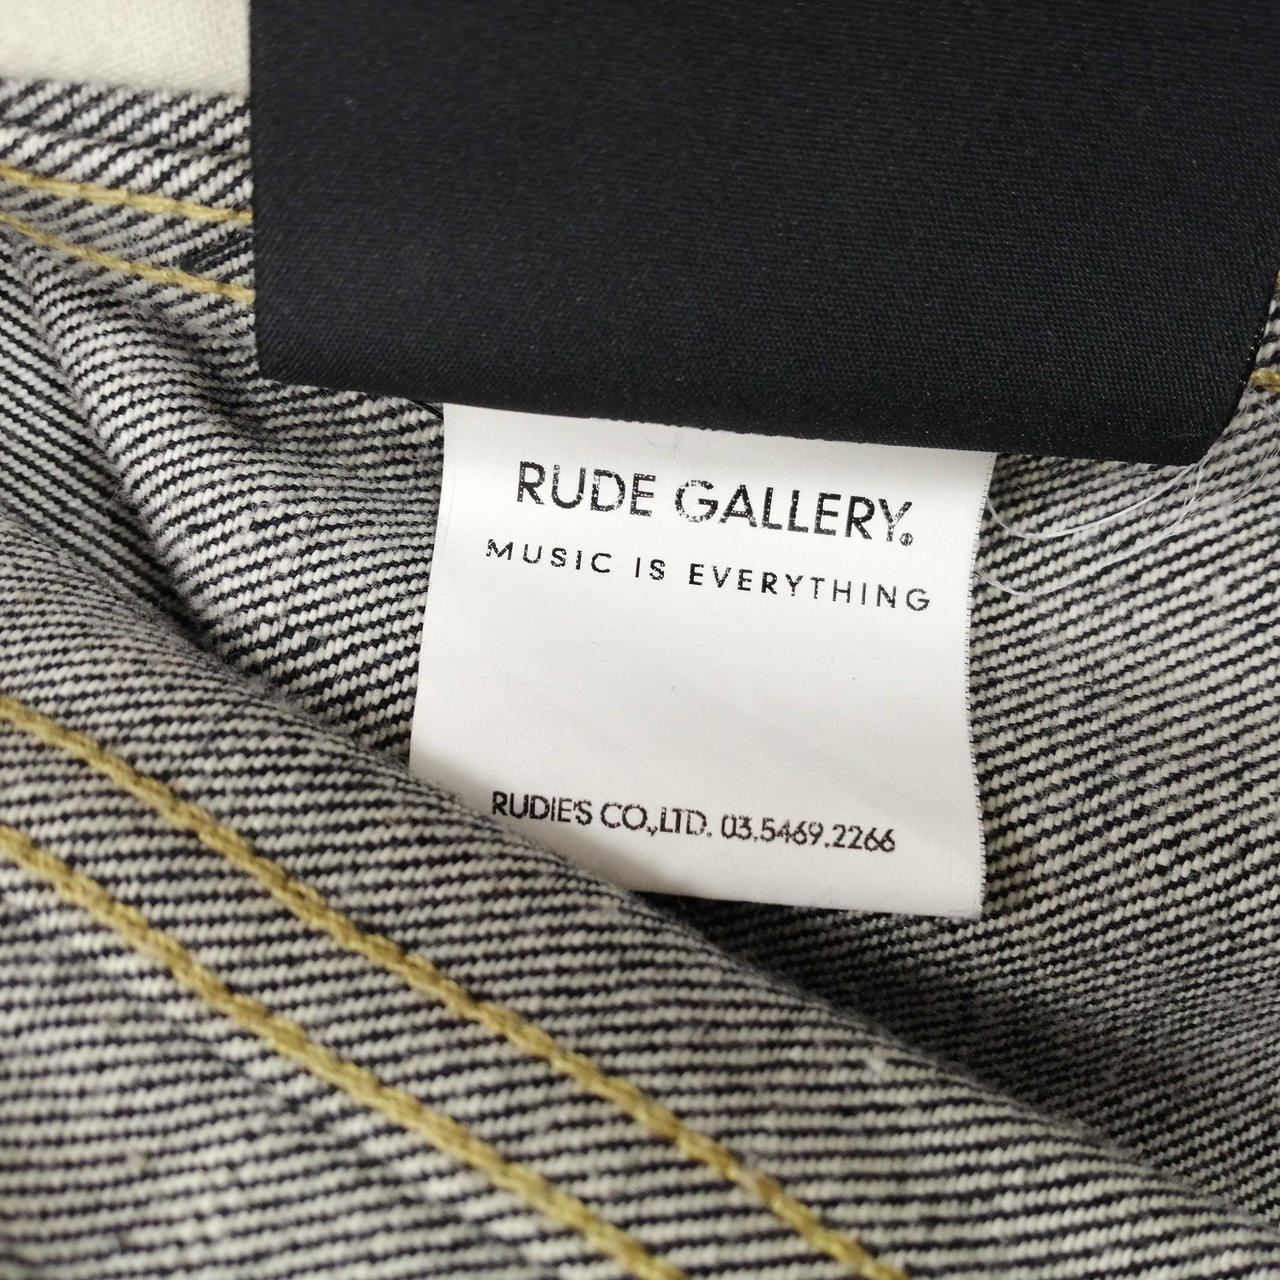 RUDE GALLERY®
MUSIC IS EVERYTHING
RUDIE'S CO.,LTD. 03.5469.2266